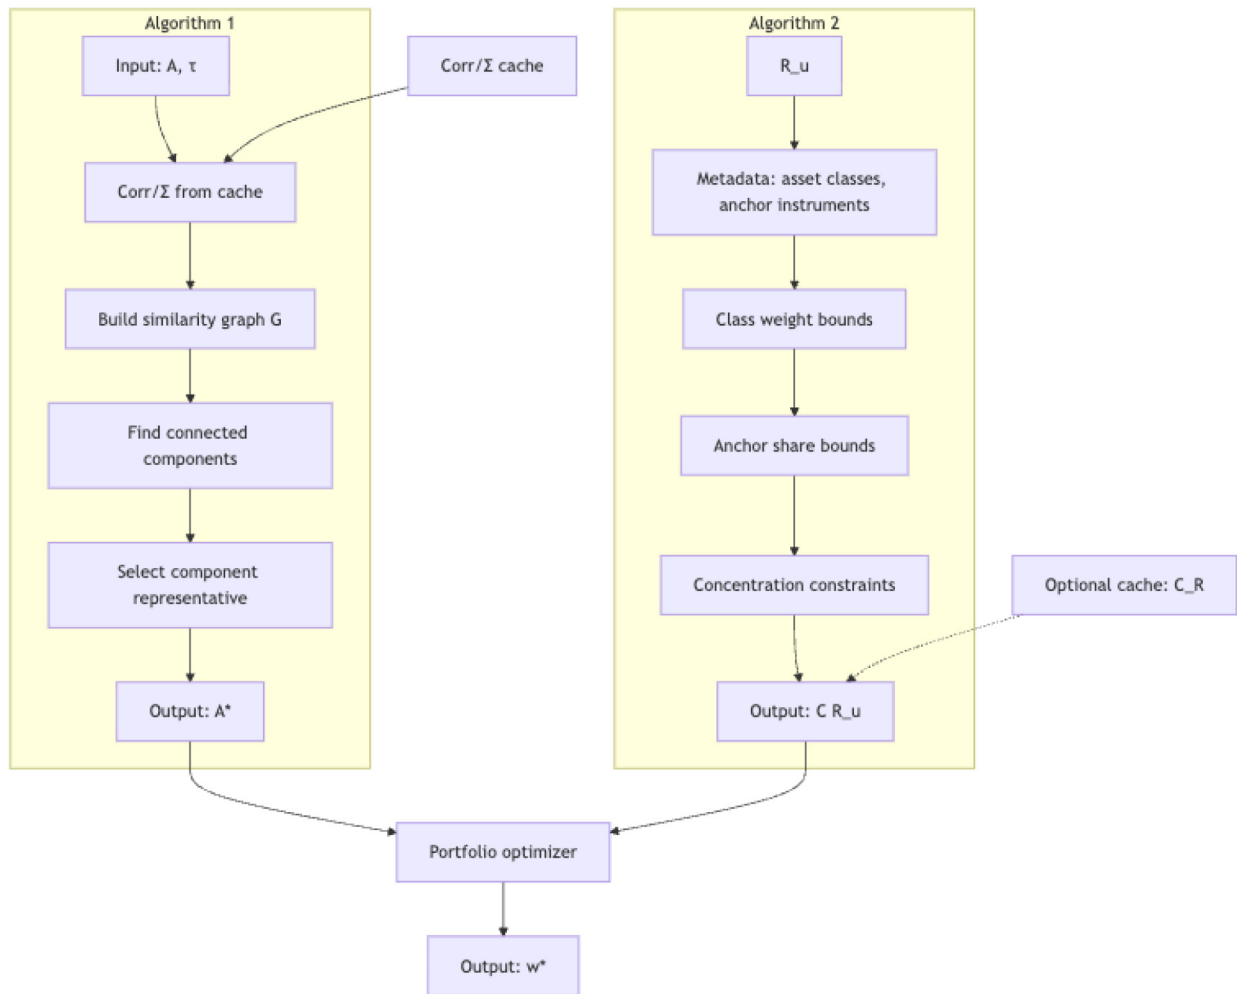 Algorithm 1
Input: A, τ
Corr/Σ cache
Corr/Σ from cache
Build similarity graph G
Find connected
components
Select component
representative
Output: A*
Algorithm 2
R_u
Metadata: asset classes,
anchor instruments
Class weight bounds
Anchor share bounds
Concentration constraints
Optional cache: C_R
Output: C R_u
Portfolio optimizer
Output: w*